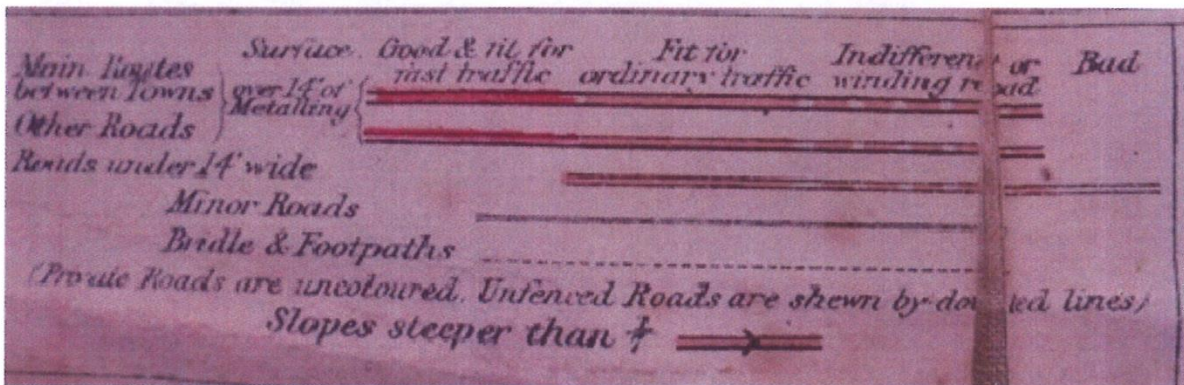 Surface. Good & fit for fast traffic Fit for ordinary traffic Indifferent or winding road Bad
Main Routes between Towns over 14' of Metalling
Other Roads
Roads under 14' wide
Minor Roads
Bridle & Footpaths
(Private Roads are uncoloured. Unfenced Roads are shewn by dotted lines)
Slopes steeper than